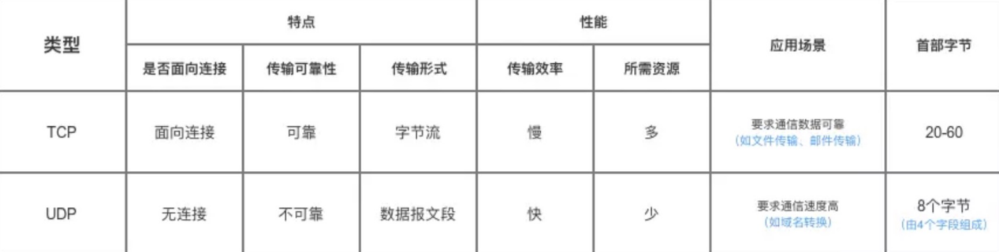 类型
特点
性能
应用场景
首部字节
是否面向连接
传输可靠性
传输形式
传输效率
所需资源
TCP
面向连接
可靠
字节流
慢
多
要求通信数据可靠
（如文件传输、邮件传输）
20-60
UDP
无连接
不可靠
数据报文段
快
少
要求通信速度高
（如域名转换）
8个字节
（由4个字段组成）